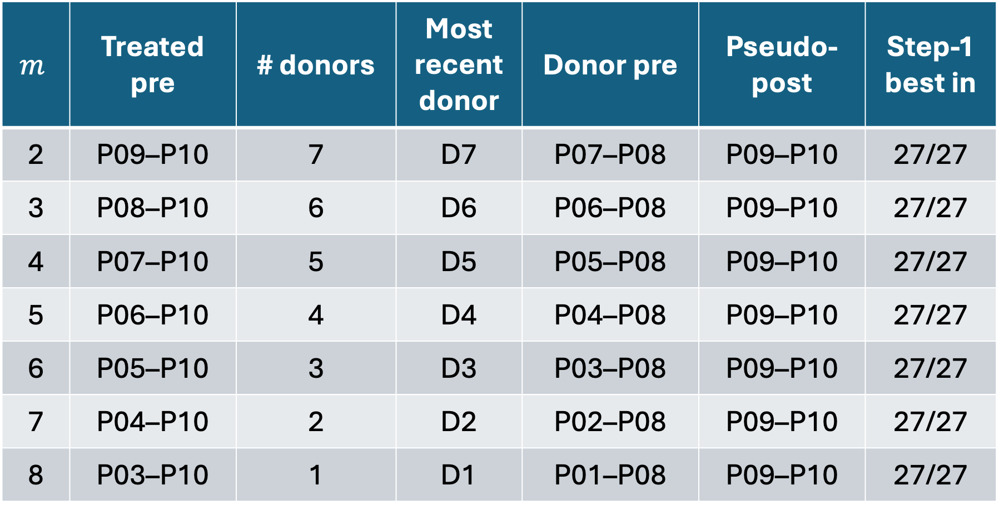 m
Treated
pre
# donors
Most
recent
donor
Donor pre
Pseudo-
post
Step-1
best in
2 P09–P10 7 D7 P07–P08 P09–P10 27/27
3 P08–P10 6 D6 P06–P08 P09–P10 27/27
4 P07–P10 5 D5 P05–P08 P09–P10 27/27
5 P06–P10 4 D4 P04–P08 P09–P10 27/27
6 P05–P10 3 D3 P03–P08 P09–P10 27/27
7 P04–P10 2 D2 P02–P08 P09–P10 27/27
8 P03–P10 1 D1 P01–P08 P09–P10 27/27